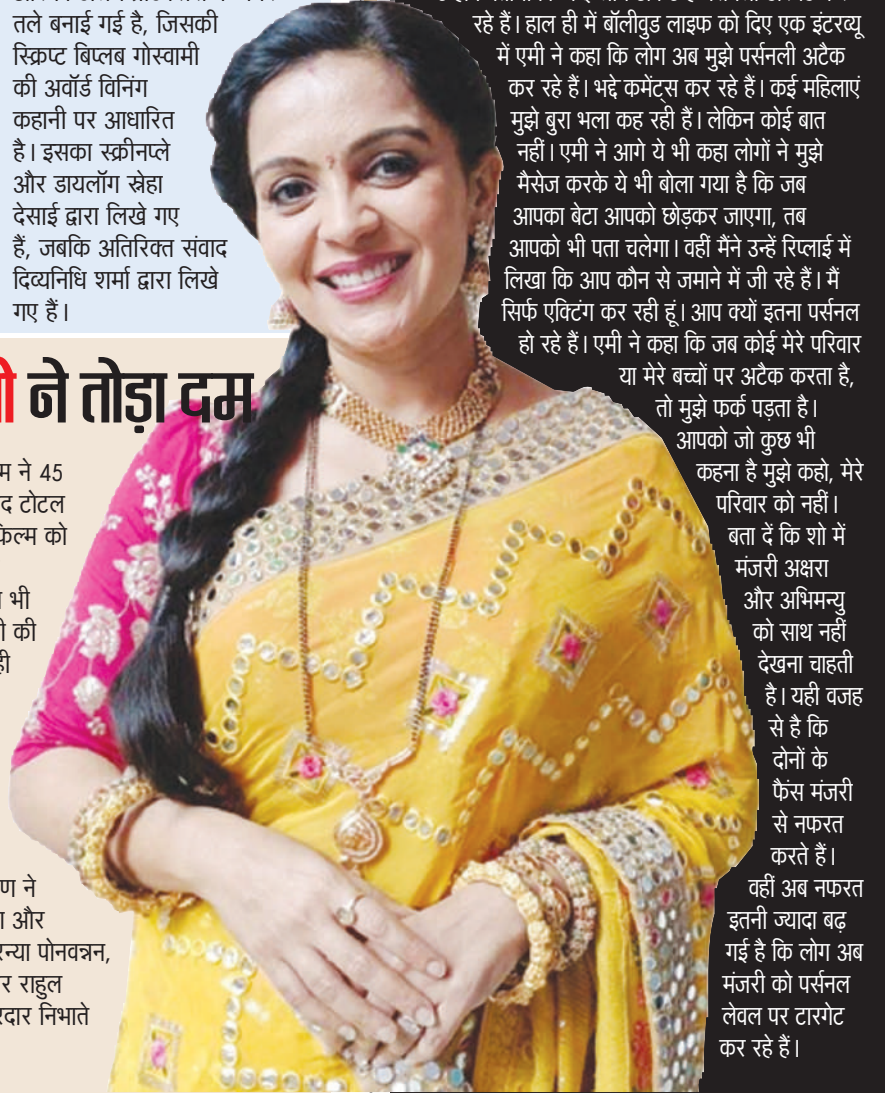 तले बनाई गई है, जिसकी
स्क्रिप्ट बिप्लब गोस्वामी
की अवॉर्ड विनिंग
कहानी पर आधारित
है। इसका स्क्रीनप्ले
और डायलॉग स्नेहा
देसाई द्वारा लिखे गए
हैं, जबकि अतिरिक्त संवाद
दिव्यनिधि शर्मा द्वारा लिखे
गए हैं।
ने तोड़ा दम
ने 45
टोटल
को
भी
की
ने
और
पोनवन्नन,
राहुल
निभाते
रहे हैं। हाल ही में बॉलीवुड लाइफ को दिए एक इंटरव्यू
में एमी ने कहा कि लोग अब मुझे पर्सनली अटैक
कर रहे हैं। भद्दे कमेंट्स कर रहे हैं। कई महिलाएं
मुझे बुरा भला कह रही हैं। लेकिन कोई बात
नहीं। एमी ने आगे ये भी कहा लोगों ने मुझे
मैसेज करके ये भी बोला गया है कि जब
आपका बेटा आपको छोड़कर जाएगा, तब
आपको भी पता चलेगा। वहीं मैंने उन्हें रिप्लाई में
लिखा कि आप कौन से जमाने में जी रहे हैं। मैं
सिर्फ एक्टिंग कर रही हूं। आप क्यों इतना पर्सनल
हो रहे हैं। एमी ने कहा कि जब कोई मेरे परिवार
या मेरे बच्चों पर अटैक करता है,
तो मुझे फर्क पड़ता है।
आपको जो कुछ भी
कहना है मुझे कहो, मेरे
परिवार को नहीं।
बता दें कि शो में
मंजरी अक्षरा
और अभिमन्यु
को साथ नहीं
देखना चाहती
है। यही वजह
से है कि
दोनों के
फैंस मंजरी
से नफरत
करते हैं।
वहीं अब नफरत
इतनी ज्यादा बढ़
गई है कि लोग अब
मंजरी को पर्सनल
लेवल पर टारगेट
कर रहे हैं।